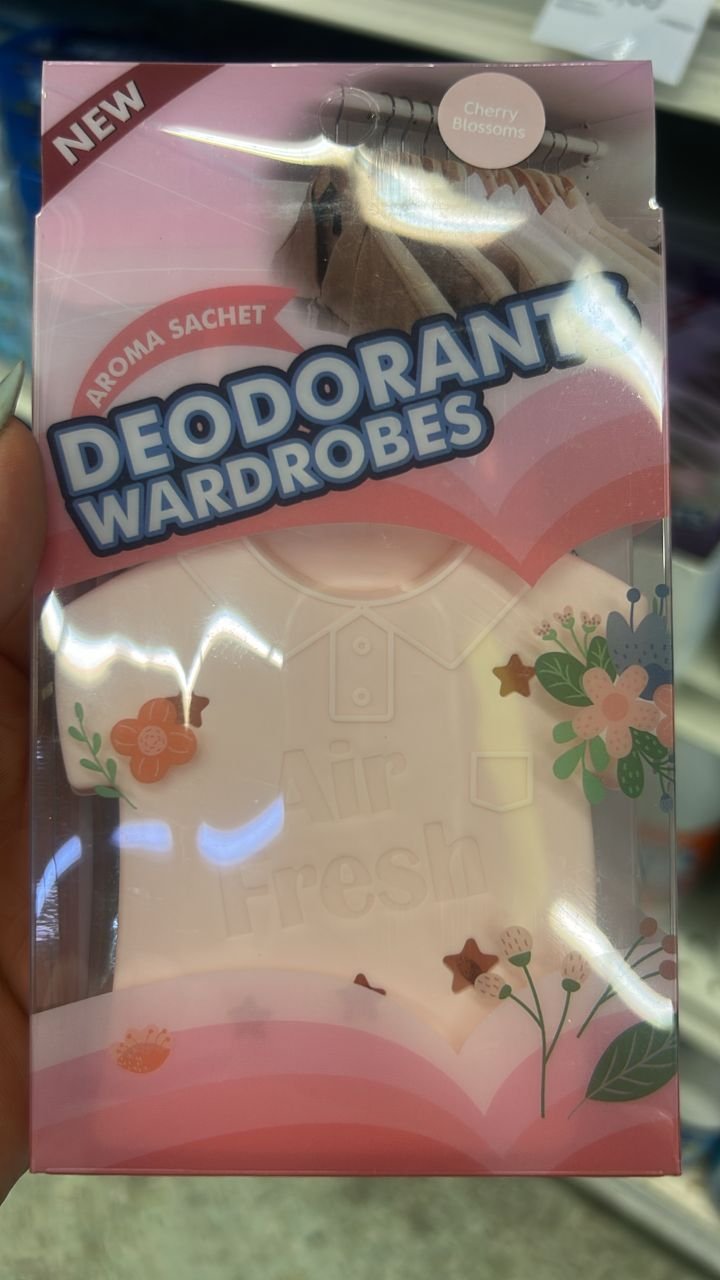 NEW
Cherry
Blossoms
AROMA SACHET
DEODORANTS
WARDROBES
Air
Fresh